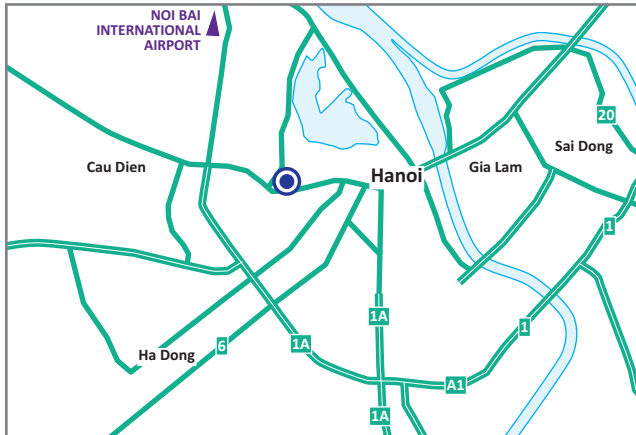 NOI BAI
INTERNATIONAL
AIRPORT
20
Sai Dong
Cau Dien
Hanoi
Gia Lam
1
1A
1
Ha Dong
6
1A
A1
1A